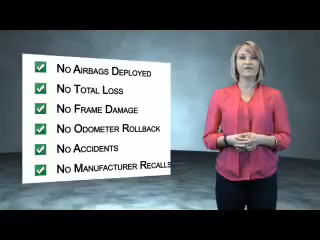 No Airbags Deployed
No Total Loss
No Frame Damage
No Odometer Rollback
No Accidents
No Manufacturer Recalls